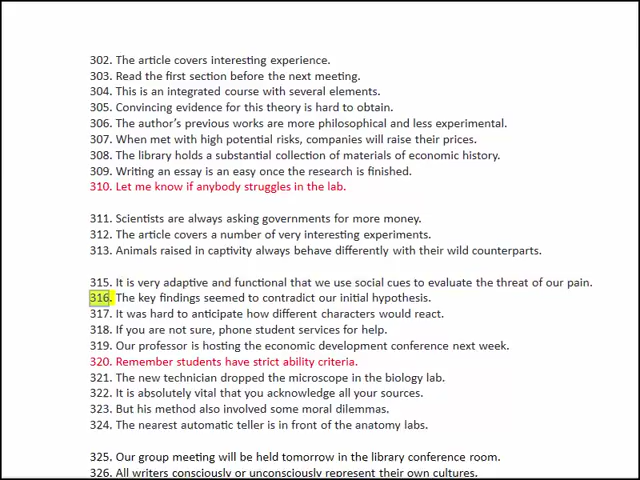 302. The article covers interesting experience.
303. Read the first section before the next meeting.
304. This is an integrated course with several elements.
305. Convincing evidence for this theory is hard to obtain.
306. The author's previous works are more philosophical and less experimental.
307. When met with high potential risks, companies will raise their prices.
308. The library holds a substantial collection of materials of economic history.
309. Writing an essay is an easy once the research is finished.
310. Let me know if anybody struggles in the lab.
311. Scientists are always asking governments for more money.
312. The article covers a number of very interesting experiments.
313. Animals raised in captivity always behave differently with their wild counterparts.
315. It is very adaptive and functional that we use social cues to evaluate the threat of our pain.
316. The key findings seemed to contradict our initial hypothesis.
317. It was hard to anticipate how different characters would react.
318. If you are not sure, phone student services for help.
319. Our professor is hosting the economic development conference next week.
320. Remember students have strict ability criteria.
321. The new technician dropped the microscope in the biology lab.
322. It is absolutely vital that you acknowledge all your sources.
323. But his method also involved some moral dilemmas.
324. The nearest automatic teller is in front of the anatomy labs.
325. Our group meeting will be held tomorrow in the library conference room.
326. All writers consciously or unconsciously represent their own cultures.